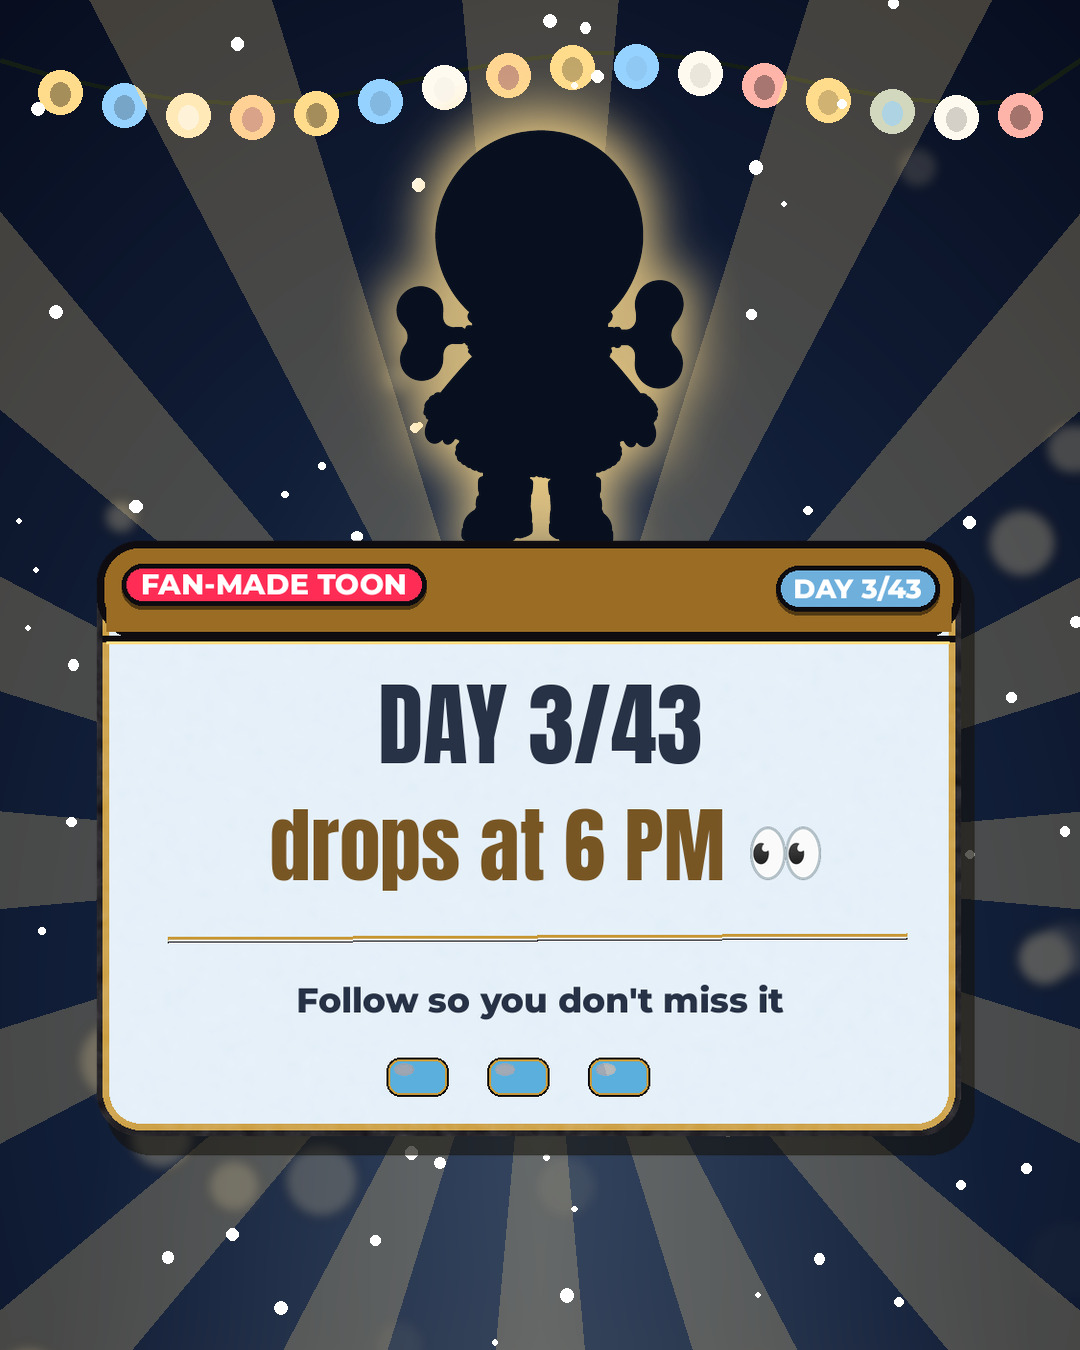 FAN-MADE TOON
DAY 3/43
DAY 3/43
drops at 6 PM 👀
Follow so you don't miss it